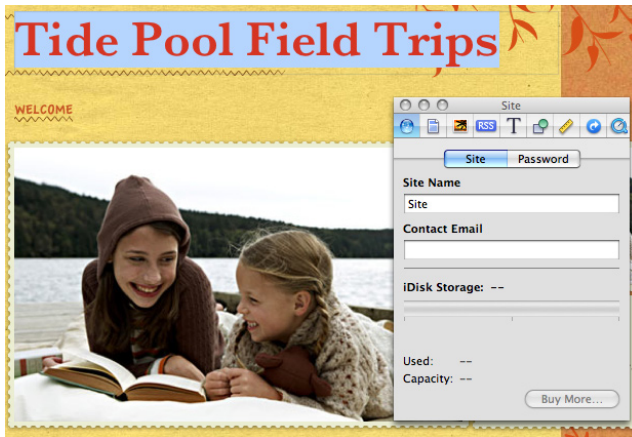 Tide Pool Field Trips
WELCOME
Site
RSS T
Site Password
Site Name
Site
Contact Email
iDisk Storage: --
Used: --
Capacity: --
Buy More...